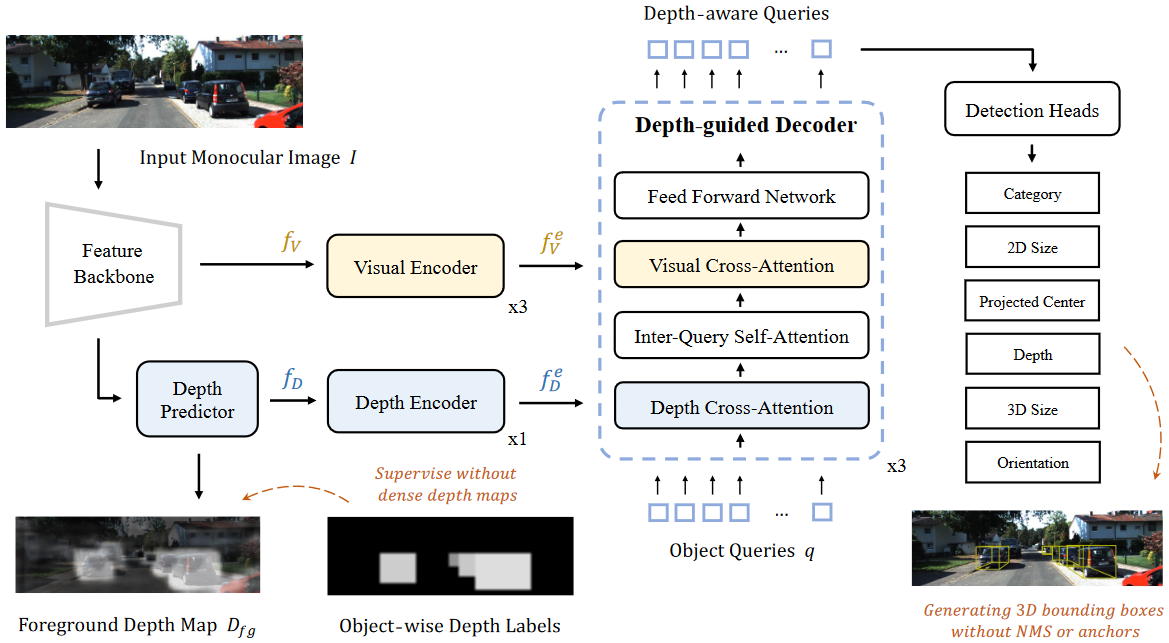 Depth-aware Queries
...
Input Monocular Image I
Depth-guided Decoder
Detection Heads
Feed Forward Network
Category
Feature
Backbone
f_V
Visual Encoder
x3
f_V^e
Visual Cross-Attention
2D Size
Projected Center
Inter-Query Self-Attention
Depth
Depth
Predictor
f_D
Depth Encoder
x1
f_D^e
Depth Cross-Attention
3D Size
Orientation
x3
Supervise without
dense depth maps
...
Object Queries q
Foreground Depth Map D_fg
Object-wise Depth Labels
Generating 3D bounding boxes
without NMS or anchors